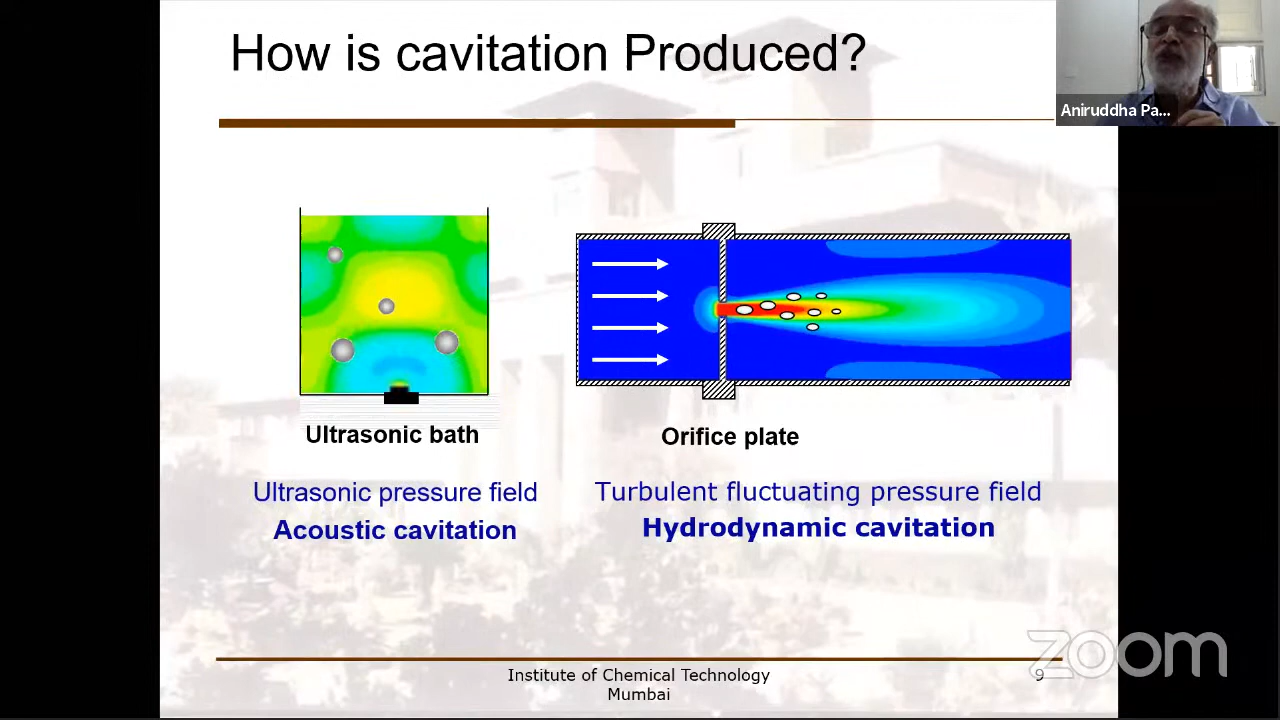 How is cavitation Produced?
Aniruddha Pa...
Ultrasonic bath
Orifice plate
Ultrasonic pressure field
Acoustic cavitation
Turbulent fluctuating pressure field
Hydrodynamic cavitation
Institute of Chemical Technology
Mumbai
9
zoom